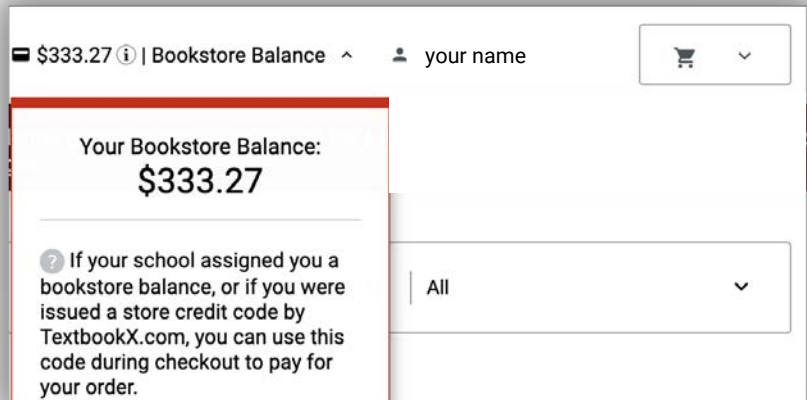 $333.27 i | Bookstore Balance
your name
Your Bookstore Balance:
$333.27
? If your school assigned you a
bookstore balance, or if you were
issued a store credit code by
TextbookX.com, you can use this
code during checkout to pay for
your order.
All